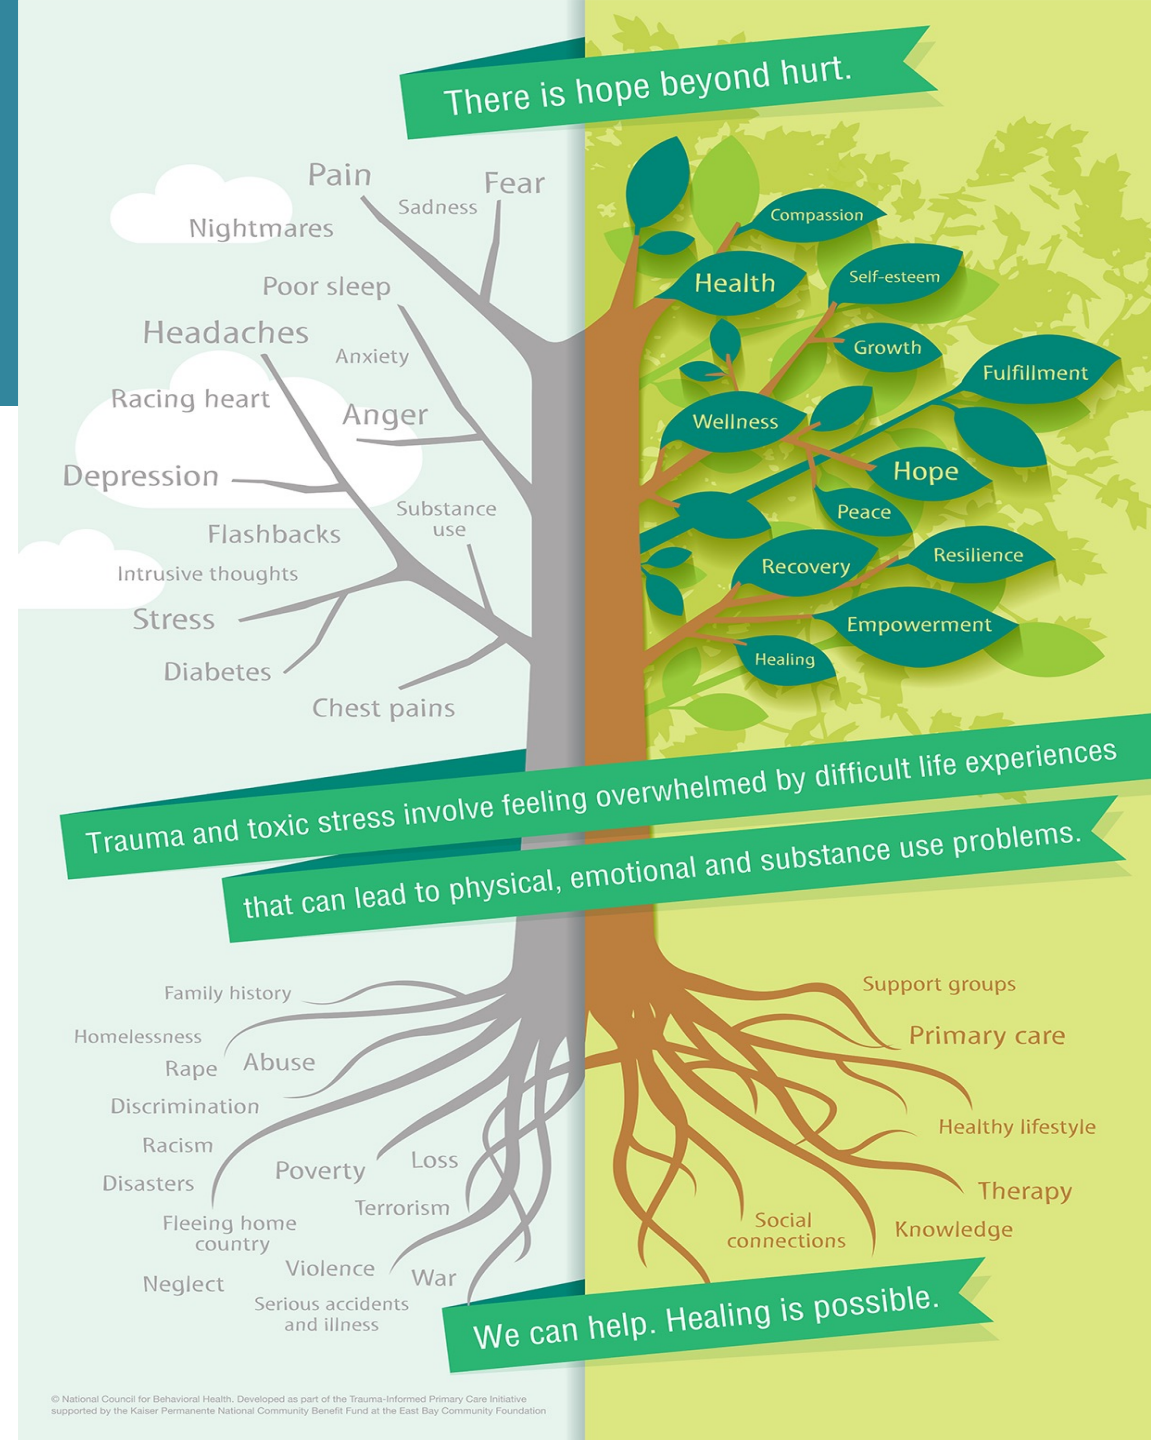 There is hope beyond hurt.
Pain
Fear
Sadness
Nightmares
Poor sleep
Headaches
Anxiety
Racing heart
Anger
Depression
Substance
use
Flashbacks
Intrusive thoughts
Stress
Diabetes
Chest pains
Compassion
Health
Self-esteem
Growth
Fulfillment
Wellness
Hope
Peace
Resilience
Recovery
Empowerment
Healing
Trauma and toxic stress involve feeling overwhelmed by difficult life experiences
that can lead to physical, emotional and substance use problems.
Family history
Homelessness
Rape
Abuse
Discrimination
Racism
Poverty
Loss
Disasters
Terrorism
Fleeing home
country
Violence
War
Neglect
Serious accidents
and illness
Support groups
Primary care
Healthy lifestyle
Therapy
Social
connections
Knowledge
We can help. Healing is possible.
© National Council for Behavioral Health. Developed as part of the Trauma-Informed Primary Care Initiative
supported by the Kaiser Permanente National Community Benefit Fund at the East Bay Community Foundation